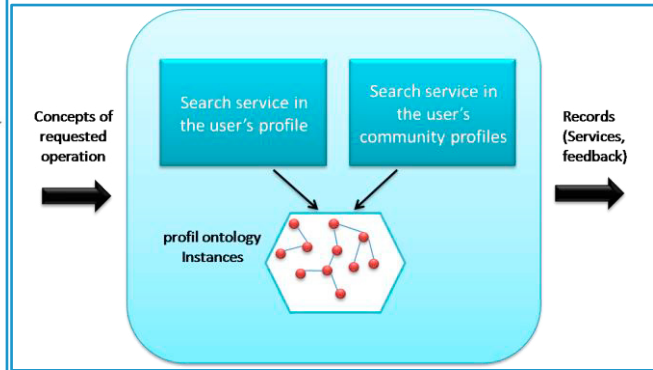 Concepts of
requested
operation
Search service in
the user's profile
Search service in
the user's
community profiles
Records
(Services,
feedback)
profil ontology
Instances